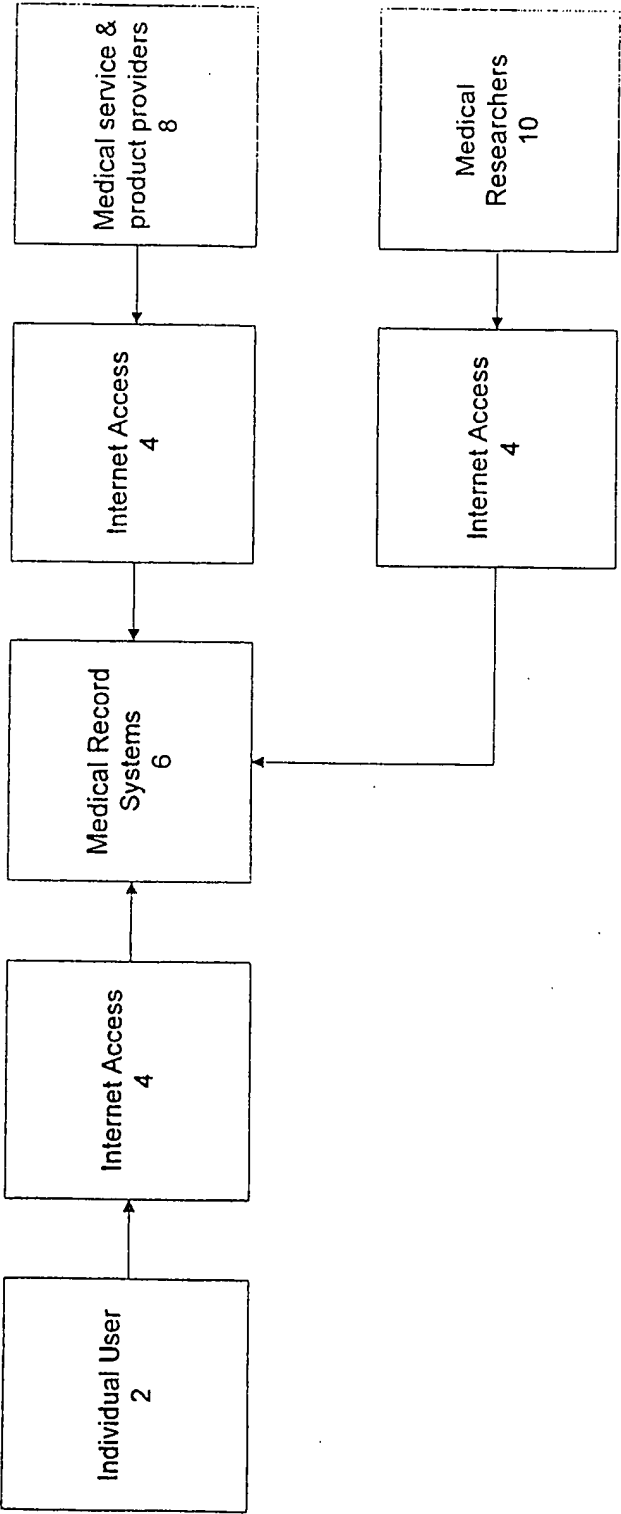 Individual User
2
Internet Access
4
Medical Record
Systems
6
Internet Access
4
Medical service &
product providers
8
Internet Access
4
Medical
Researchers
10